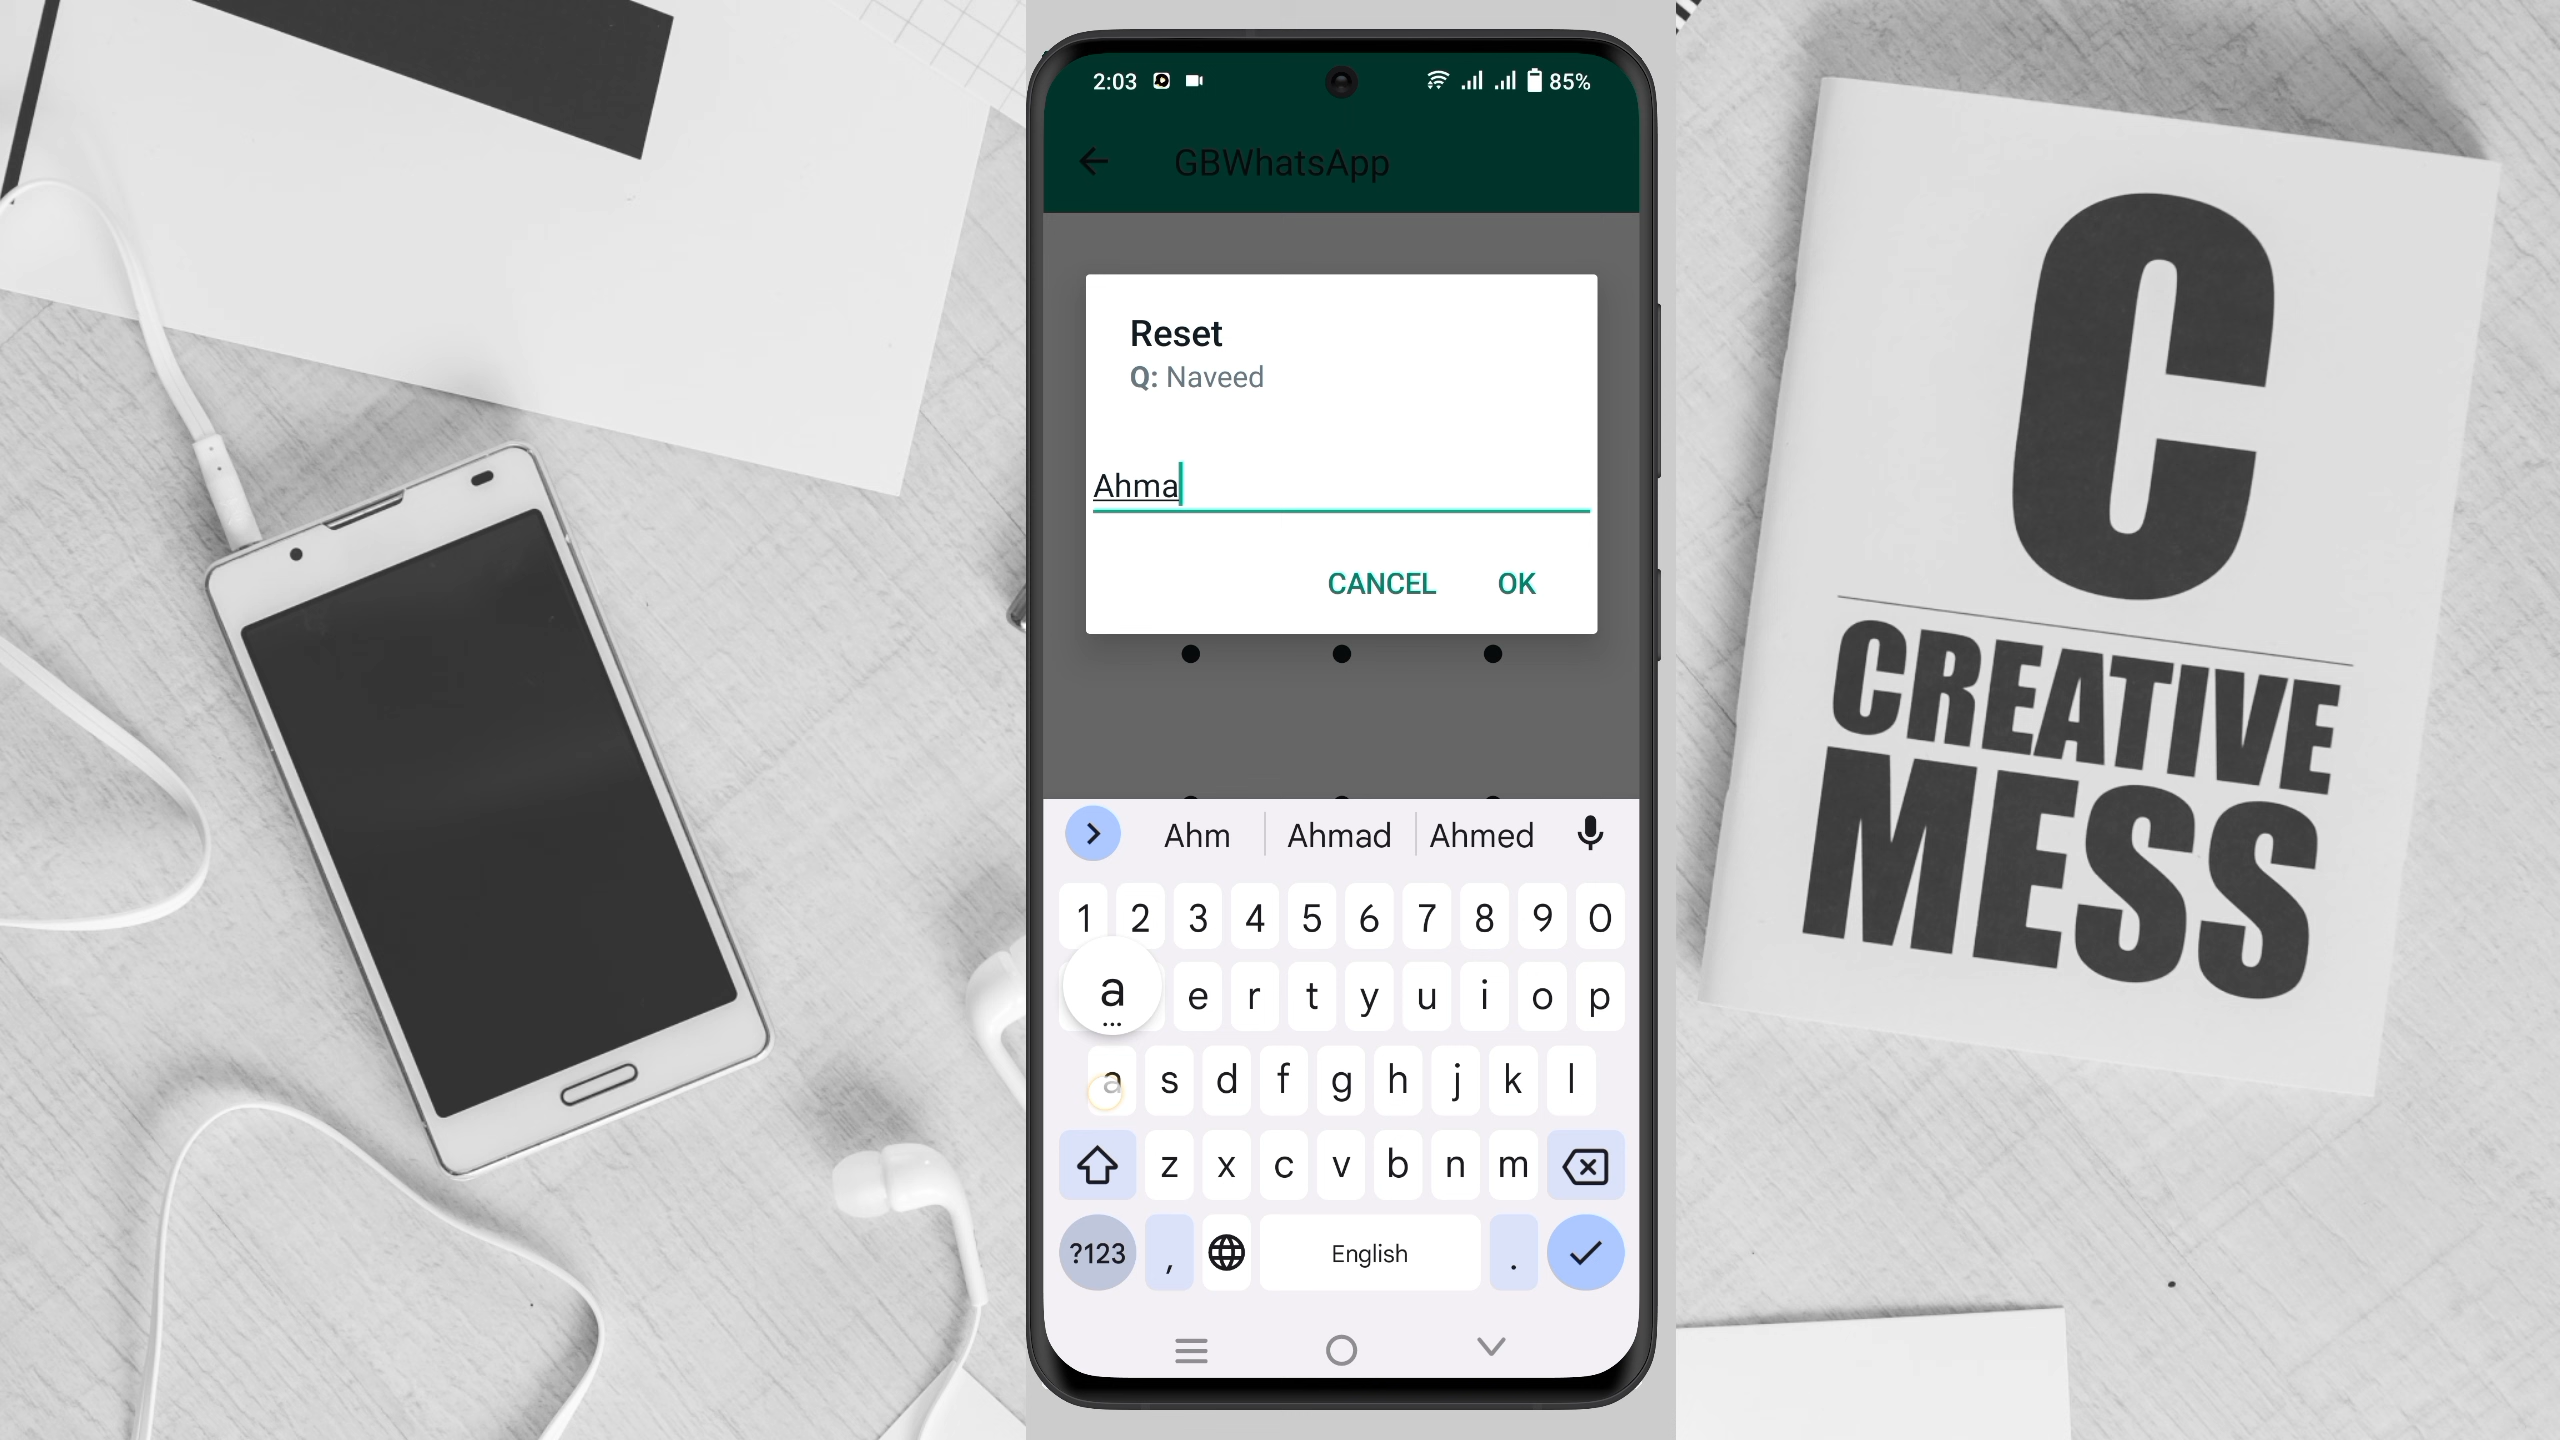 2:03 85%
GBWhatsApp
Reset
Q: Naveed
Ahma
CANCEL OK
Ahm Ahmad Ahmed
1 2 3 4 5 6 7 8 9 0
a e r t y u i o p
a s d f g h j k l
z x c v b n m
?123 , English .
C
CREATIVE
MESS